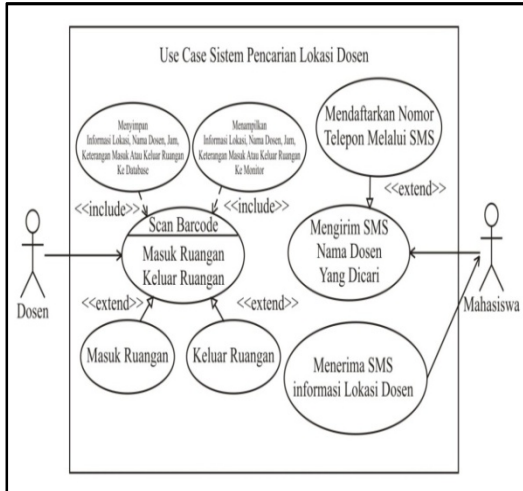 Use Case Sistem Pencarian Lokasi Dosen
Menyimpan
Informasi Lokasi, Nama Dosen, Jam,
Keterangan Masuk Atau Keluar Ruangan
Ke Database
Menampilkan
Informasi Lokasi, Nama Dosen, Jam,
Keterangan Masuk Atau Keluar Ruangan
Ke Monitor
Mendaftarkan Nomor
Telepon Melalui SMS
<<include>>
<<include>>
<<extend>>
Scan Barcode
Masuk Ruangan
Keluar Ruangan
Mengirim SMS
Nama Dosen
Yang Dicari
Dosen
Mahasiswa
<<extend>>
<<extend>>
Masuk Ruangan
Keluar Ruangan
Menerima SMS
informasi Lokasi Dosen